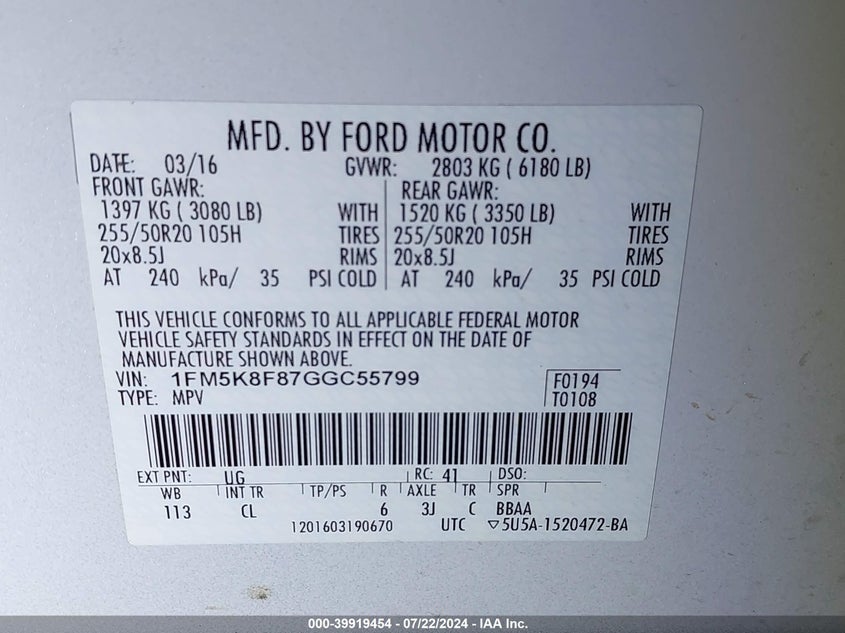 MFD. BY FORD MOTOR CO.
DATE: 03/16 GVWR: 2803 KG ( 6180 LB)
FRONT GAWR: REAR GAWR:
1397 KG ( 3080 LB) WITH 1520 KG ( 3350 LB) WITH
255/50R20 105H TIRES 255/50R20 105H TIRES
20x8.5J RIMS 20x8.5J RIMS
AT 240 kPa/ 35 PSI COLD AT 240 kPa/ 35 PSI COLD
THIS VEHICLE CONFORMS TO ALL APPLICABLE FEDERAL MOTOR
VEHICLE SAFETY STANDARDS IN EFFECT ON THE DATE OF
MANUFACTURE SHOWN ABOVE.
VIN: 1FM5K8F87GGC55799 F0194
TYPE: MPV T0108
EXT PNT: UG RC: 41 DSO:
WB INT TR TP/PS R AXLE TR SPR
113 CL 6 3J C BBAA
1201603190670 UTC ▽5U5A-1520472-BA
000-39919454 - 07/22/2024 - IAA Inc.